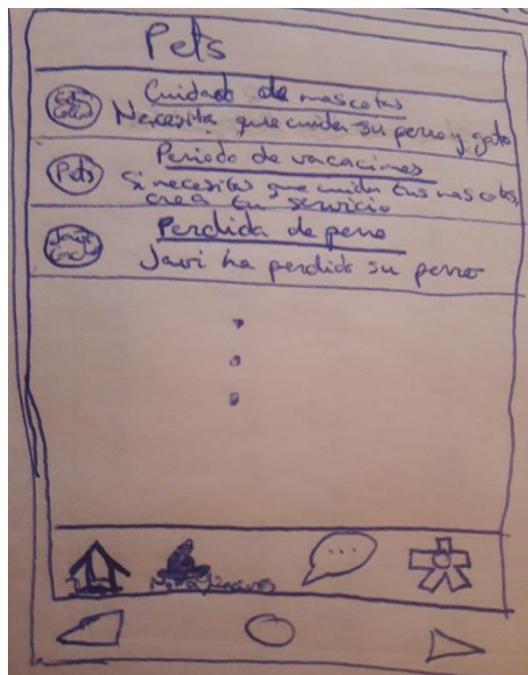 Pets
Cuidado de mascotas
Necesita que cuiden su perro y gato
Periodo de vacaciones
Pets
Si necesitas que cuiden tus mascotas,
crea tu servicio
Perdida de perro
Javi ha perdido su perro